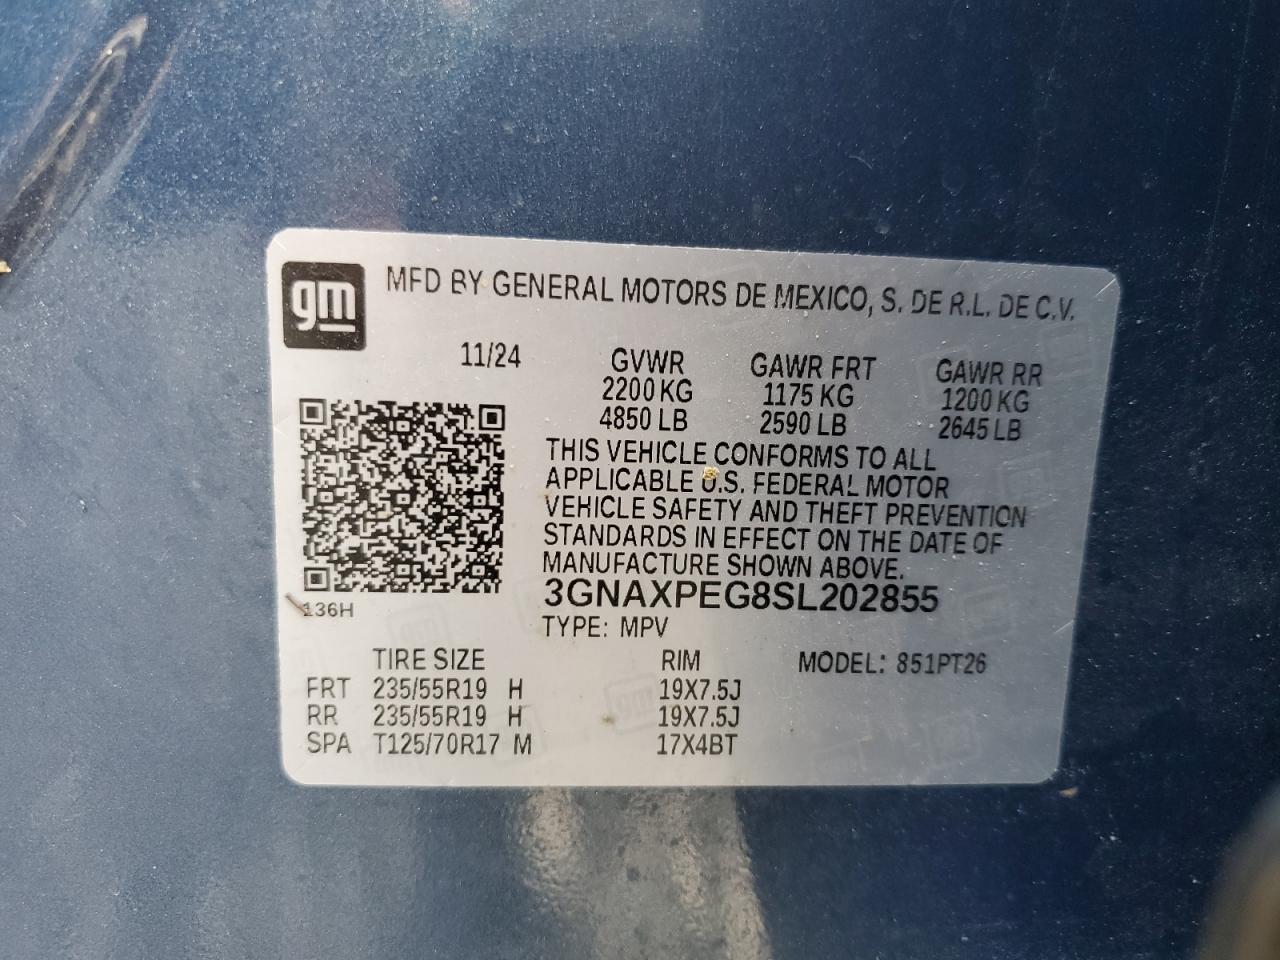 gm
MFD BY GENERAL MOTORS DE MEXICO, S. DE R.L. DE C.V.
11/24 GVWR GAWR FRT GAWR RR
2200 KG 1175 KG 1200 KG
4850 LB 2590 LB 2645 LB
THIS VEHICLE CONFORMS TO ALL
APPLICABLE U.S. FEDERAL MOTOR
VEHICLE SAFETY AND THEFT PREVENTION
STANDARDS IN EFFECT ON THE DATE OF
MANUFACTURE SHOWN ABOVE.
3GNAXPEG8SL202855
136H
TYPE: MPV
TIRE SIZE RIM MODEL: 851PT26
FRT 235/55R19 H 19X7.5J
RR 235/55R19 H 19X7.5J
SPA T125/70R17 M 17X4BT